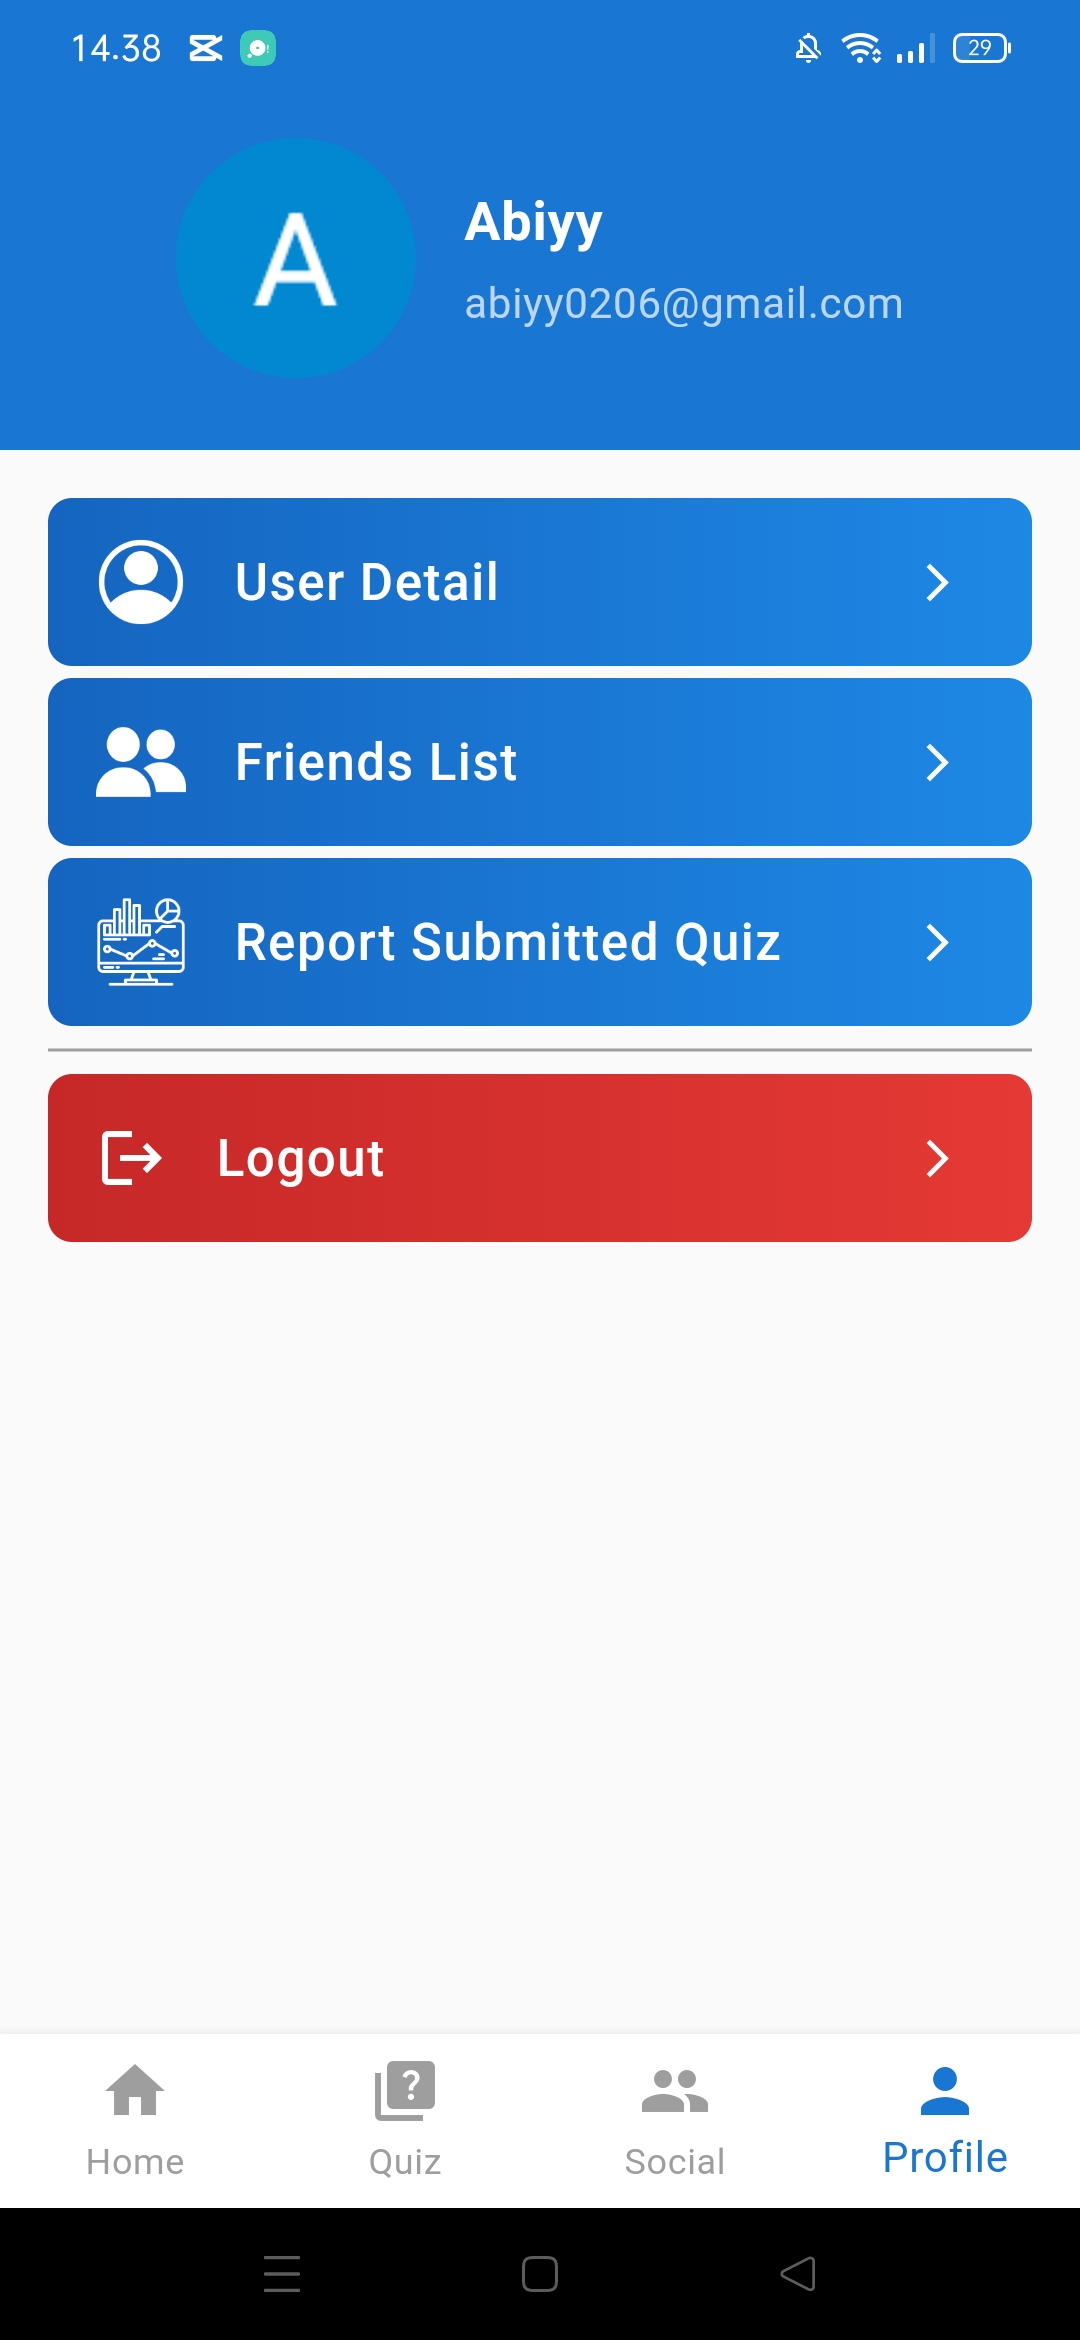 14.38
29
A
Abiyy
abiyy0206@gmail.com
User Detail
Friends List
Report Submitted Quiz
Logout
?
Home
Quiz
Social
Profile